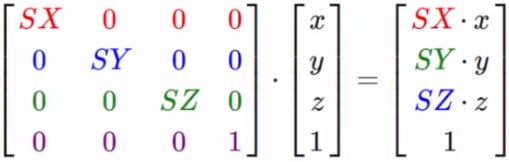 [ SX 0 0 0 ] [ x ] [ SX · x ]
[ 0 SY 0 0 ] · [ y ] = [ SY · y ]
[ 0 0 SZ 0 ] [ z ] [ SZ · z ]
[ 0 0 0 1 ] [ 1 ] [ 1 ]